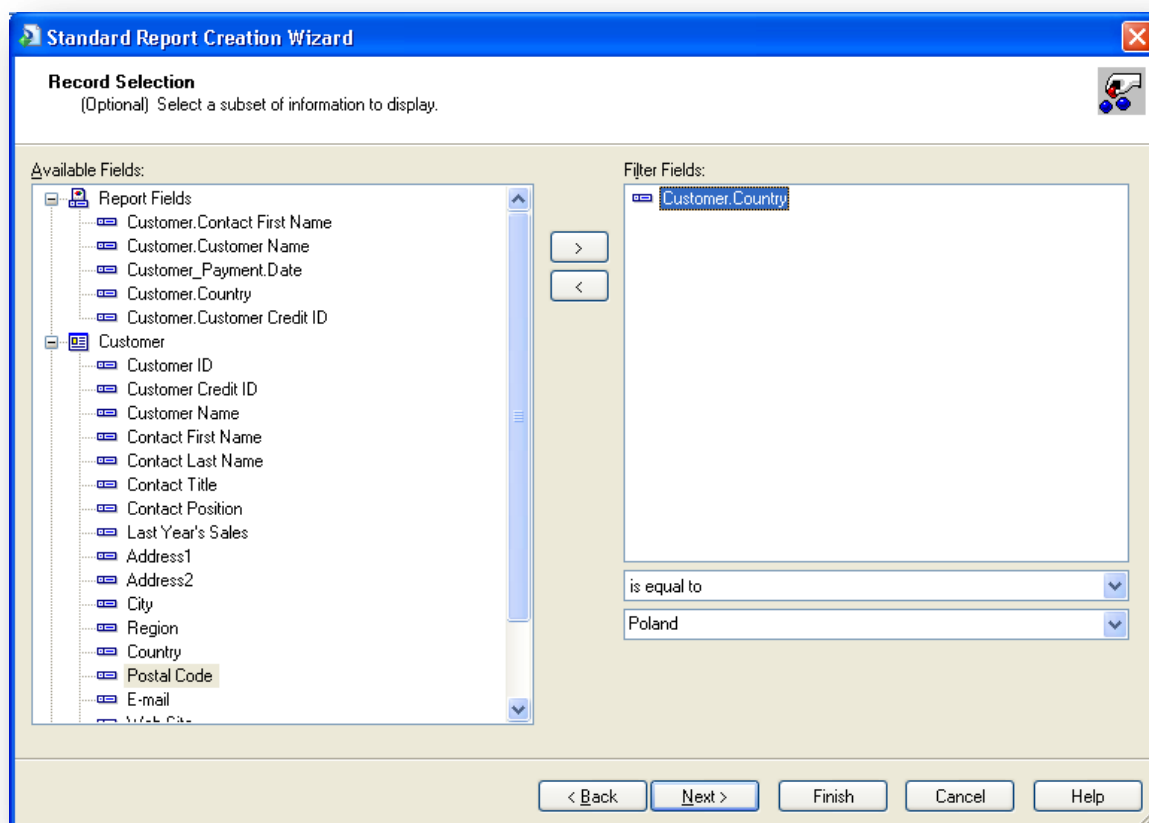 Standard Report Creation Wizard
Record Selection
(Optional) Select a subset of information to display.
Available Fields:
Report Fields
Customer.Contact First Name
Customer.Customer Name
Customer_Payment.Date
Customer.Country
Customer.Customer Credit ID
Customer
Customer ID
Customer Credit ID
Customer Name
Contact First Name
Contact Last Name
Contact Title
Contact Position
Last Year's Sales
Address1
Address2
City
Region
Country
Postal Code
E-mail
>
<
Filter Fields:
Customer.Country
is equal to
Poland
< Back
Next >
Finish
Cancel
Help